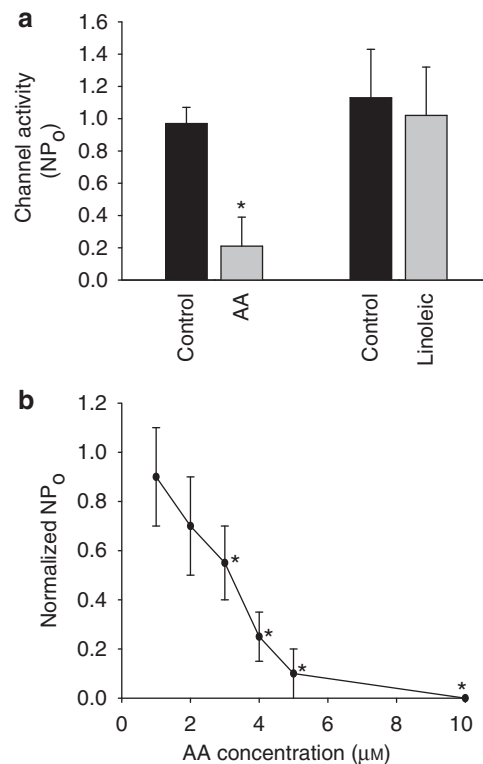 a
Channel activity
(NPO)
1.6
1.4
1.2
1.0
0.8
0.6
0.4
0.2
0.0
*
Control
AA
Control
Linoleic
b
Normalized NPO
1.2
1.0
0.8
0.6
0.4
0.2
0.0
*
*
*
*
0
2
4
6
8
10
AA concentration (μM)